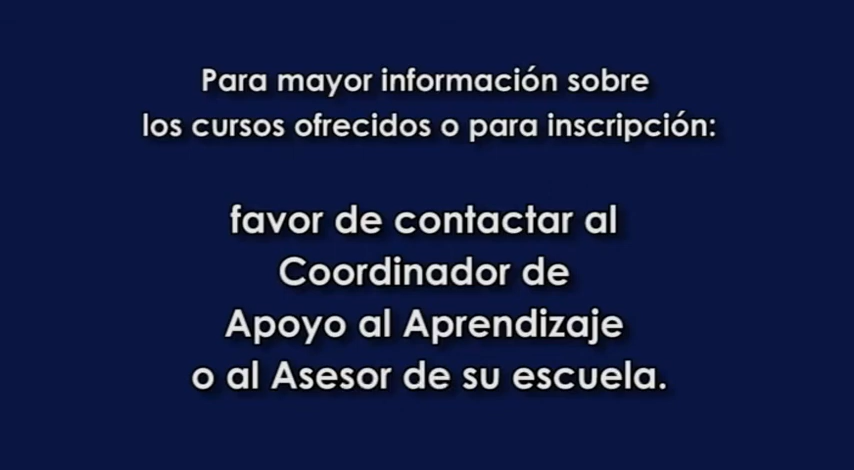 Para mayor información sobre
los cursos ofrecidos o para inscripción:
favor de contactar al
Coordinador de
Apoyo al Aprendizaje
o al Asesor de su escuela.